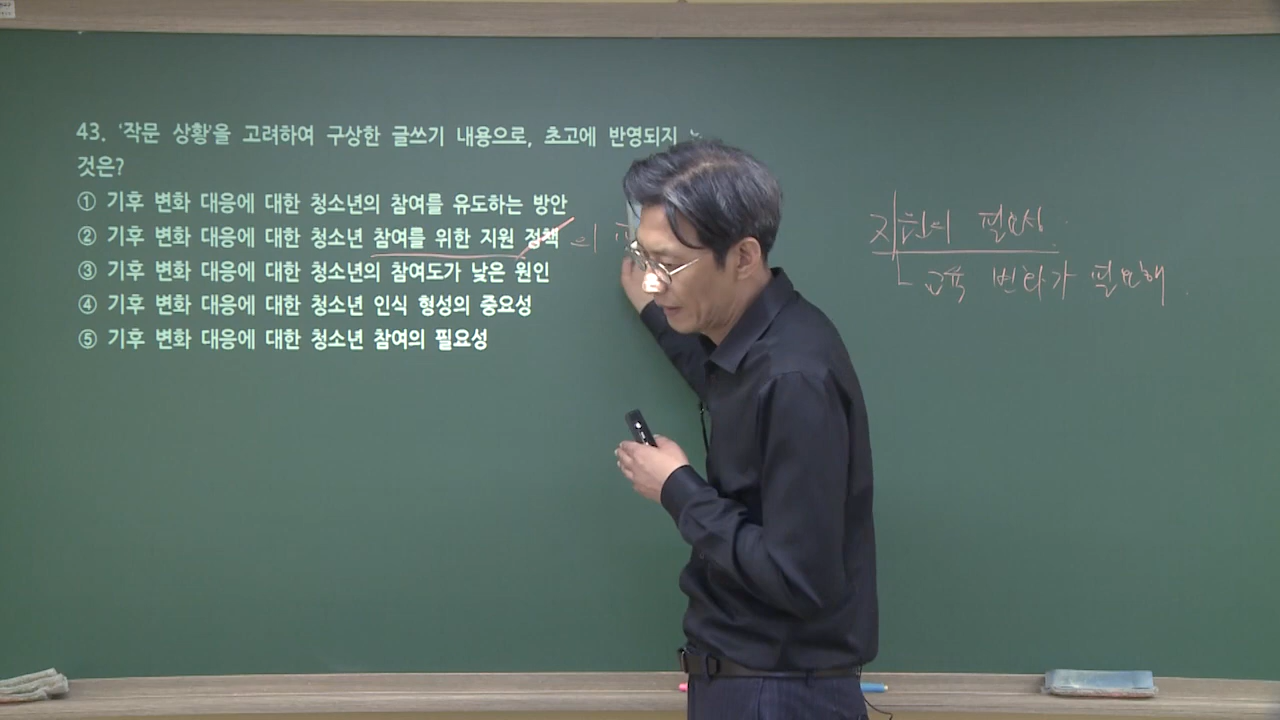 43. ‘작문 상황’을 고려하여 구상한 글쓰기 내용으로, 초고에 반영되지
것은?
① 기후 변화 대응에 대한 청소년의 참여를 유도하는 방안
② 기후 변화 대응에 대한 청소년 참여를 위한 지원 정책 의
③ 기후 변화 대응에 대한 청소년의 참여도가 낮은 원인
④ 기후 변화 대응에 대한 청소년 인식 형성의 중요성
⑤ 기후 변화 대응에 대한 청소년 참여의 필요성
지원의 필요성
교육 변화가 필요해